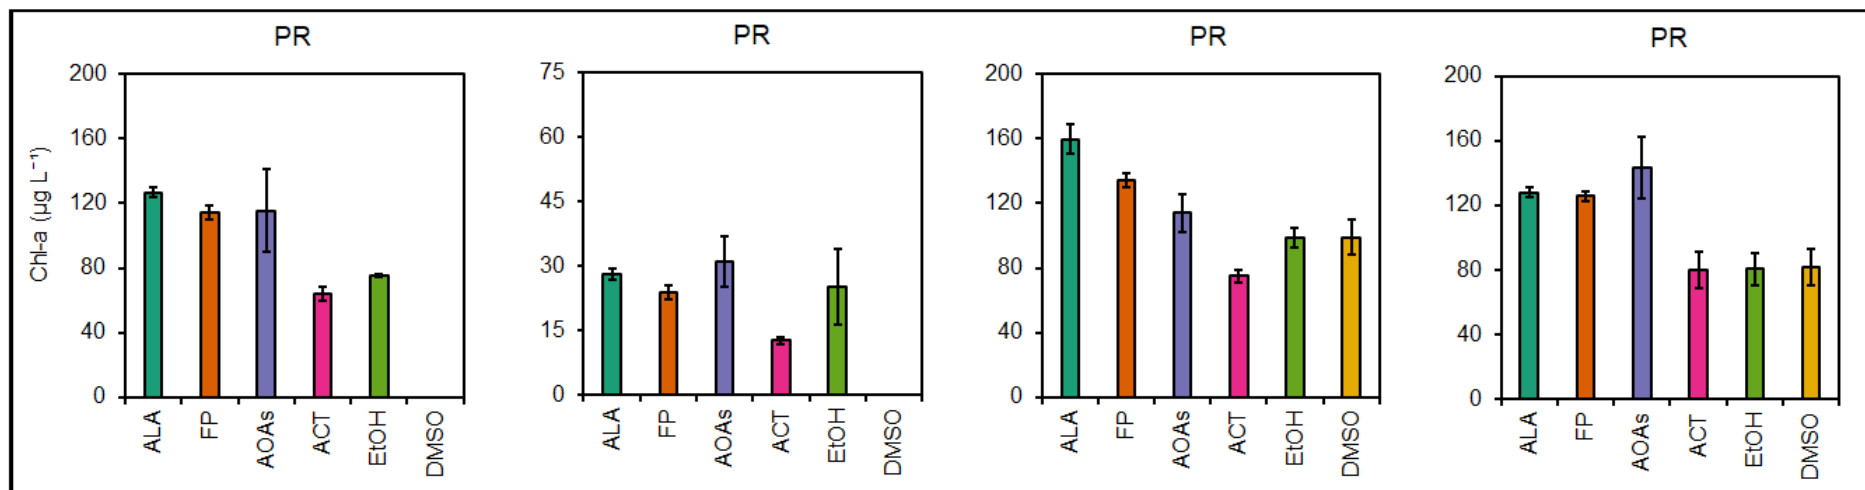 PR
Chl-a (µg L⁻¹)
200
160
120
80
40
0
ALA
FP
AOAs
ACT
EtOH
DMSO
PR
75
60
45
30
15
0
ALA
FP
AOAs
ACT
EtOH
DMSO
PR
200
160
120
80
40
0
ALA
FP
AOAs
ACT
EtOH
DMSO
PR
200
160
120
80
40
0
ALA
FP
AOAs
ACT
EtOH
DMSO